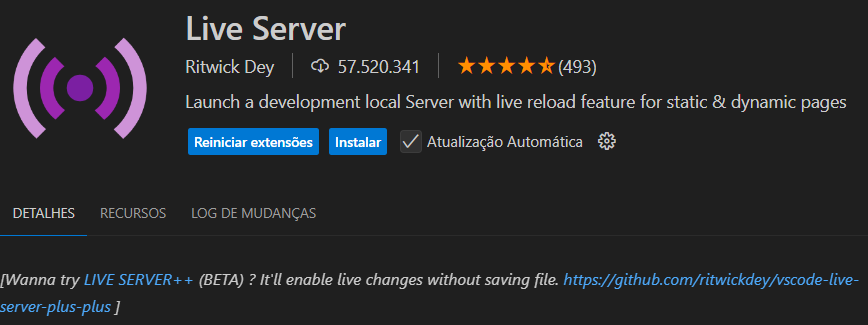 Live Server
Ritwick Dey 57.520.341 (493)
Launch a development local Server with live reload feature for static & dynamic pages
Reiniciar extensões Instalar Atualização Automática
DETALHES RECURSOS LOG DE MUDANÇAS
[Wanna try LIVE SERVER++ (BETA) ? It'll enable live changes without saving file. https://github.com/ritwickdey/vscode-live-
server-plus-plus ]